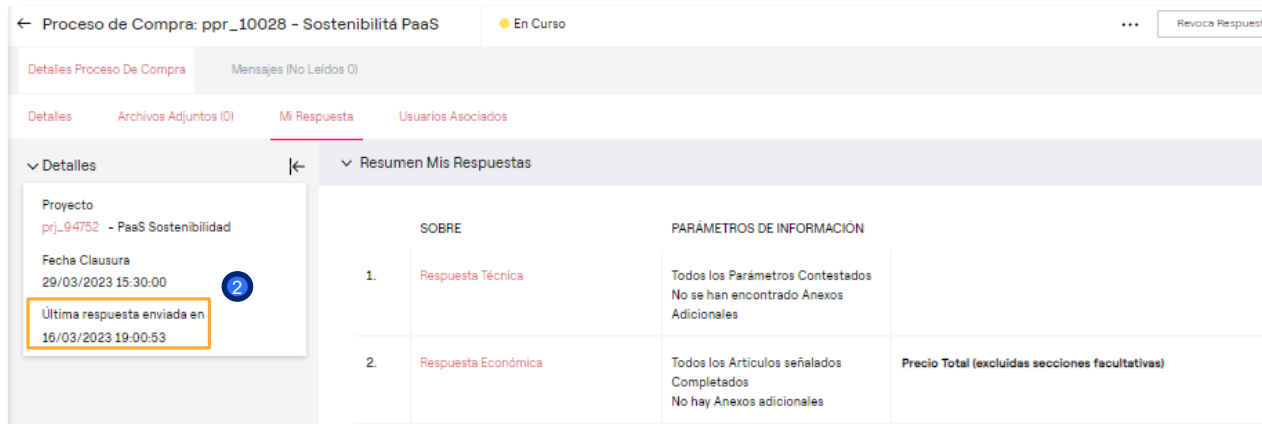 ← Proceso de Compra: ppr_10028 - Sostenibilitá PaaS
En Curso
...
Revoca Respuest
Detalles Proceso De Compra
Mensajes (No Leídos 0)
Detalles
Archivos Adjuntos (0)
Mi Respuesta
Usuarios Asociados
Detalles
Resumen Mis Respuestas
Proyecto
prj_94752 - PaaS Sostenibilidad
Fecha Clausura
29/03/2023 15:30:00
2
Última respuesta enviada en
16/03/2023 19:00:53
SOBRE
PARÁMETROS DE INFORMACIÓN
1.
Respuesta Técnica
Todos los Parámetros Contestados
No se han encontrado Anexos
Adicionales
2.
Respuesta Económica
Todos los Artículos señalados
Completados
No hay Anexos adicionales
Precio Total (excluidas secciones facultativas)